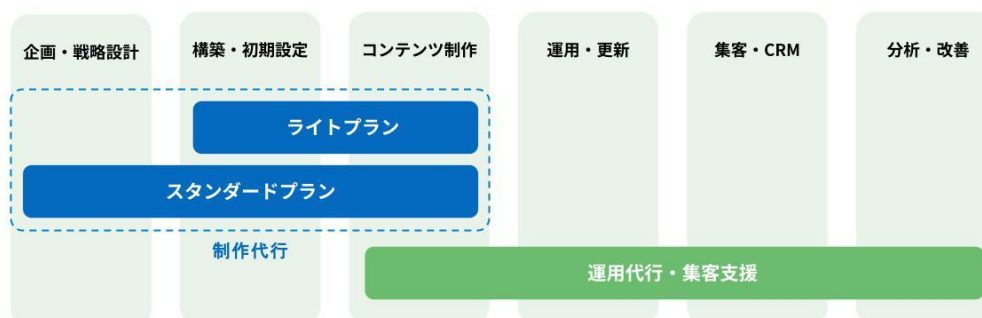 企画・戦略設計
構築・初期設定
コンテンツ制作
運用・更新
集客・CRM
分析・改善
ライトプラン
スタンダードプラン
制作代行
運用代行・集客支援